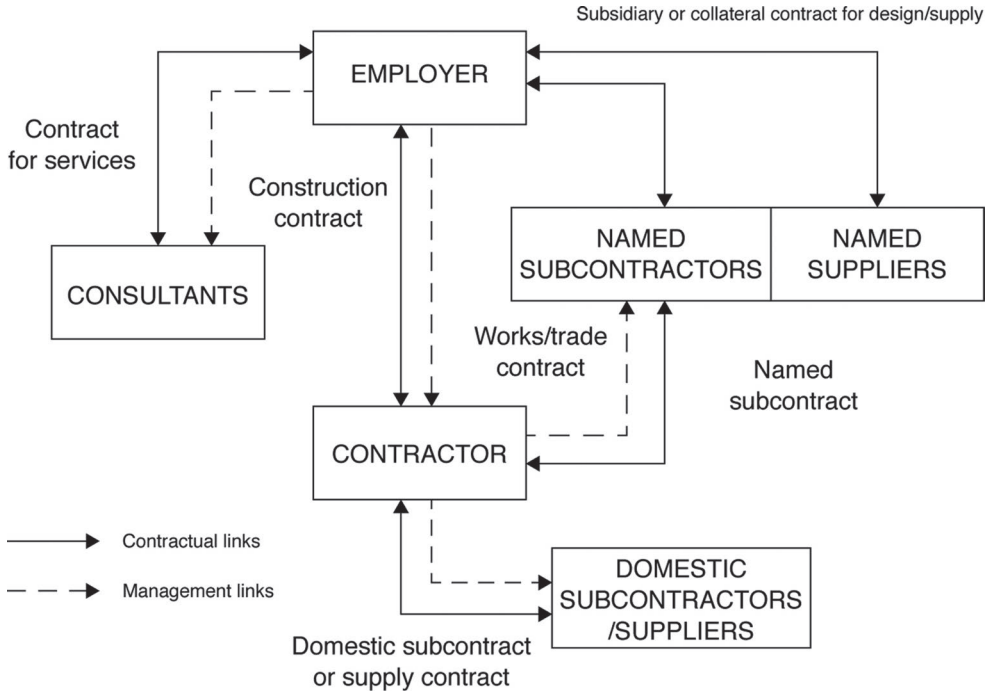 Subsidiary or collateral contract for design/supply
EMPLOYER
Contract
for services
Construction
contract
NAMED
SUBCONTRACTORS
NAMED
SUPPLIERS
CONSULTANTS
Works/trade
contract
Named
subcontract
CONTRACTOR
Contractual links
Management links
DOMESTIC
SUBCONTRACTORS
/SUPPLIERS
Domestic subcontract
or supply contract